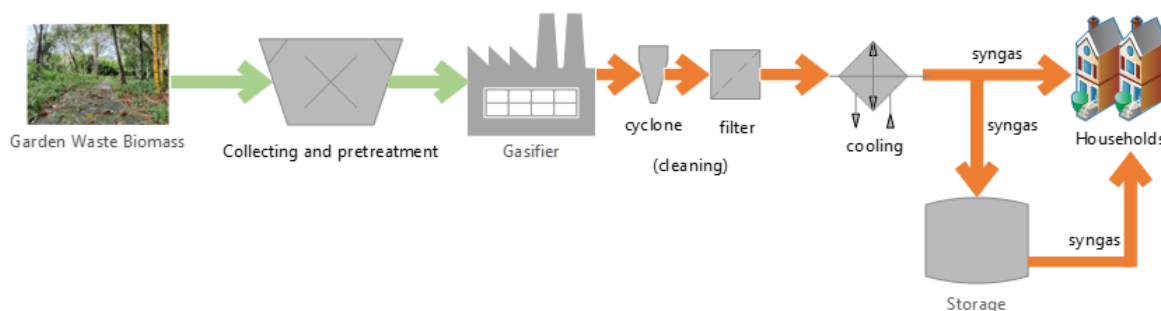 Garden Waste Biomass
Collecting and pretreatment
Gasifier
cyclone
filter
(cleaning)
cooling
syngas
syngas
Households
syngas
Storage